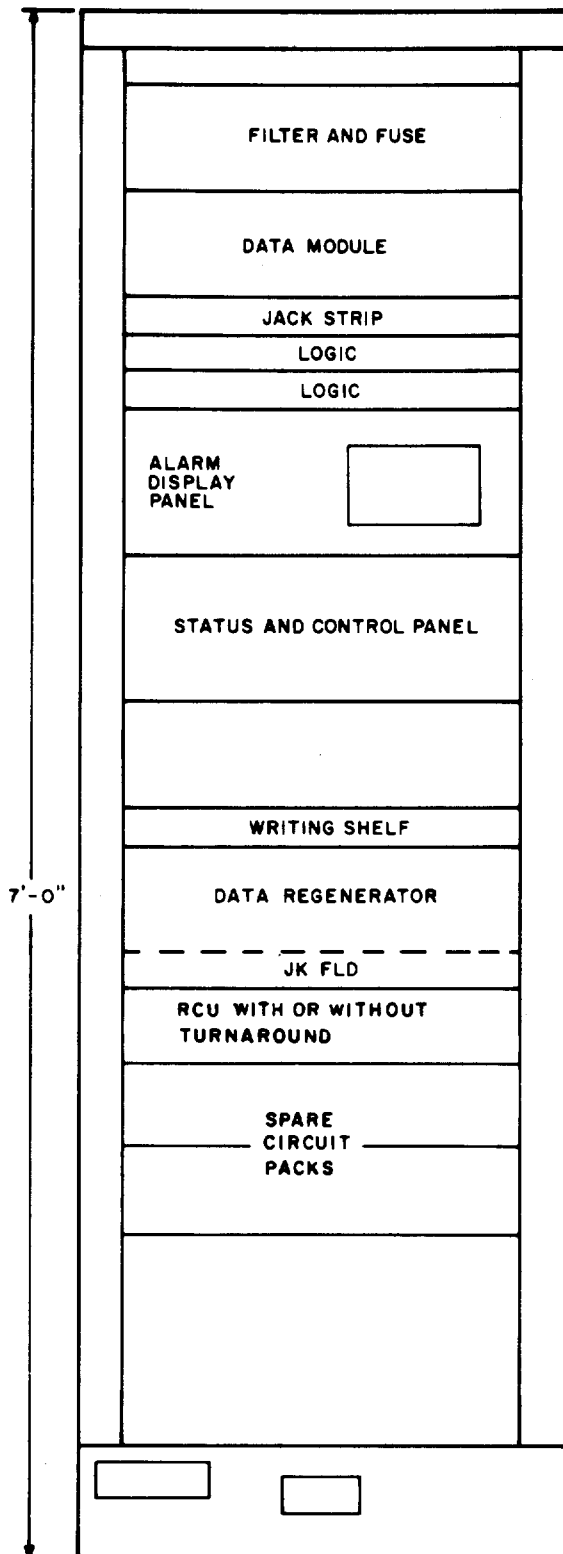 FILTER AND FUSE
DATA MODULE
JACK STRIP
LOGIC
LOGIC
ALARM
DISPLAY
PANEL
STATUS AND CONTROL PANEL
WRITING SHELF
7'-0"
DATA REGENERATOR
JK FLD
RCU WITH OR WITHOUT
TURNAROUND
SPARE
CIRCUIT
PACKS